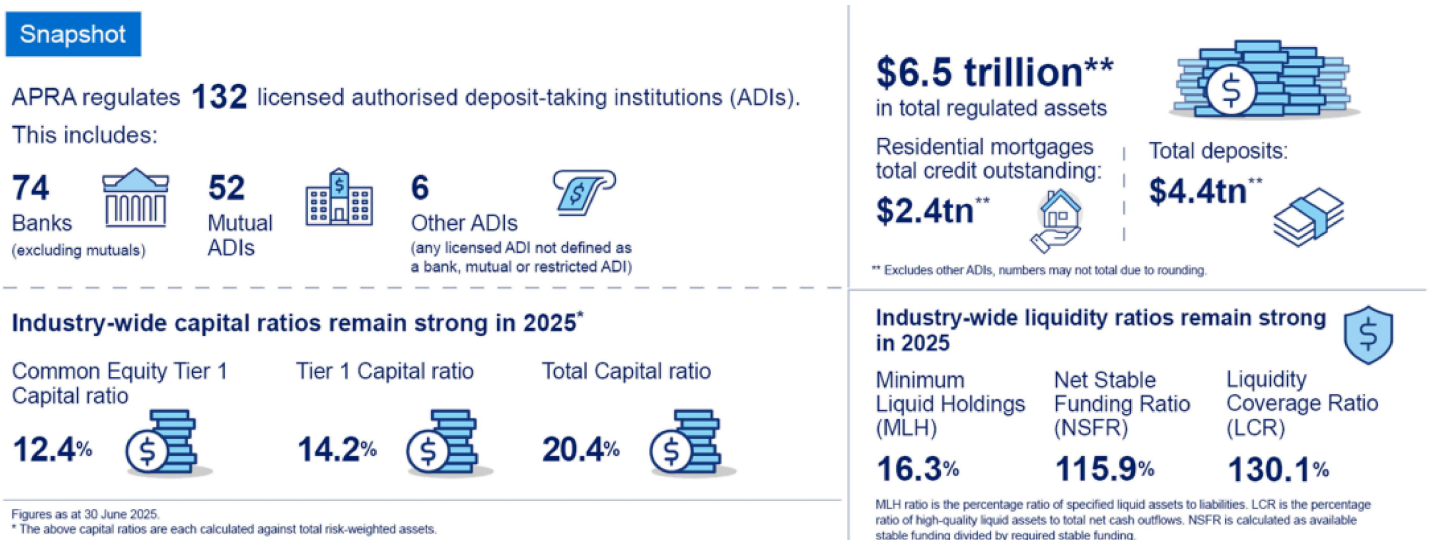 Snapshot
APRA regulates 132 licensed authorised deposit-taking institutions (ADIs).
This includes:
74
Banks
(excluding mutuals)
52
Mutual
ADIs
$
6
Other ADIs
(any licensed ADI not defined as
a bank, mutual or restricted ADI)
$
$6.5 trillion**
in total regulated assets
$
Residential mortgages
total credit outstanding:
$2.4tn**
Total deposits:
$4.4tn**
** Excludes other ADIs, numbers may not total due to rounding.
Industry-wide capital ratios remain strong in 2025*
Common Equity Tier 1
Capital ratio
12.4%
$
Tier 1 Capital ratio
14.2%
$
Total Capital ratio
20.4%
$
Figures as at 30 June 2025.
* The above capital ratios are each calculated against total risk-weighted assets.
Industry-wide liquidity ratios remain strong
in 2025
$
Minimum
Liquid Holdings
(MLH)
16.3%
Net Stable
Funding Ratio
(NSFR)
115.9%
Liquidity
Coverage Ratio
(LCR)
130.1%
MLH ratio is the percentage ratio of specified liquid assets to liabilities. LCR is the percentage
ratio of high-quality liquid assets to total net cash outflows. NSFR is calculated as available
stable funding divided by required stable funding.